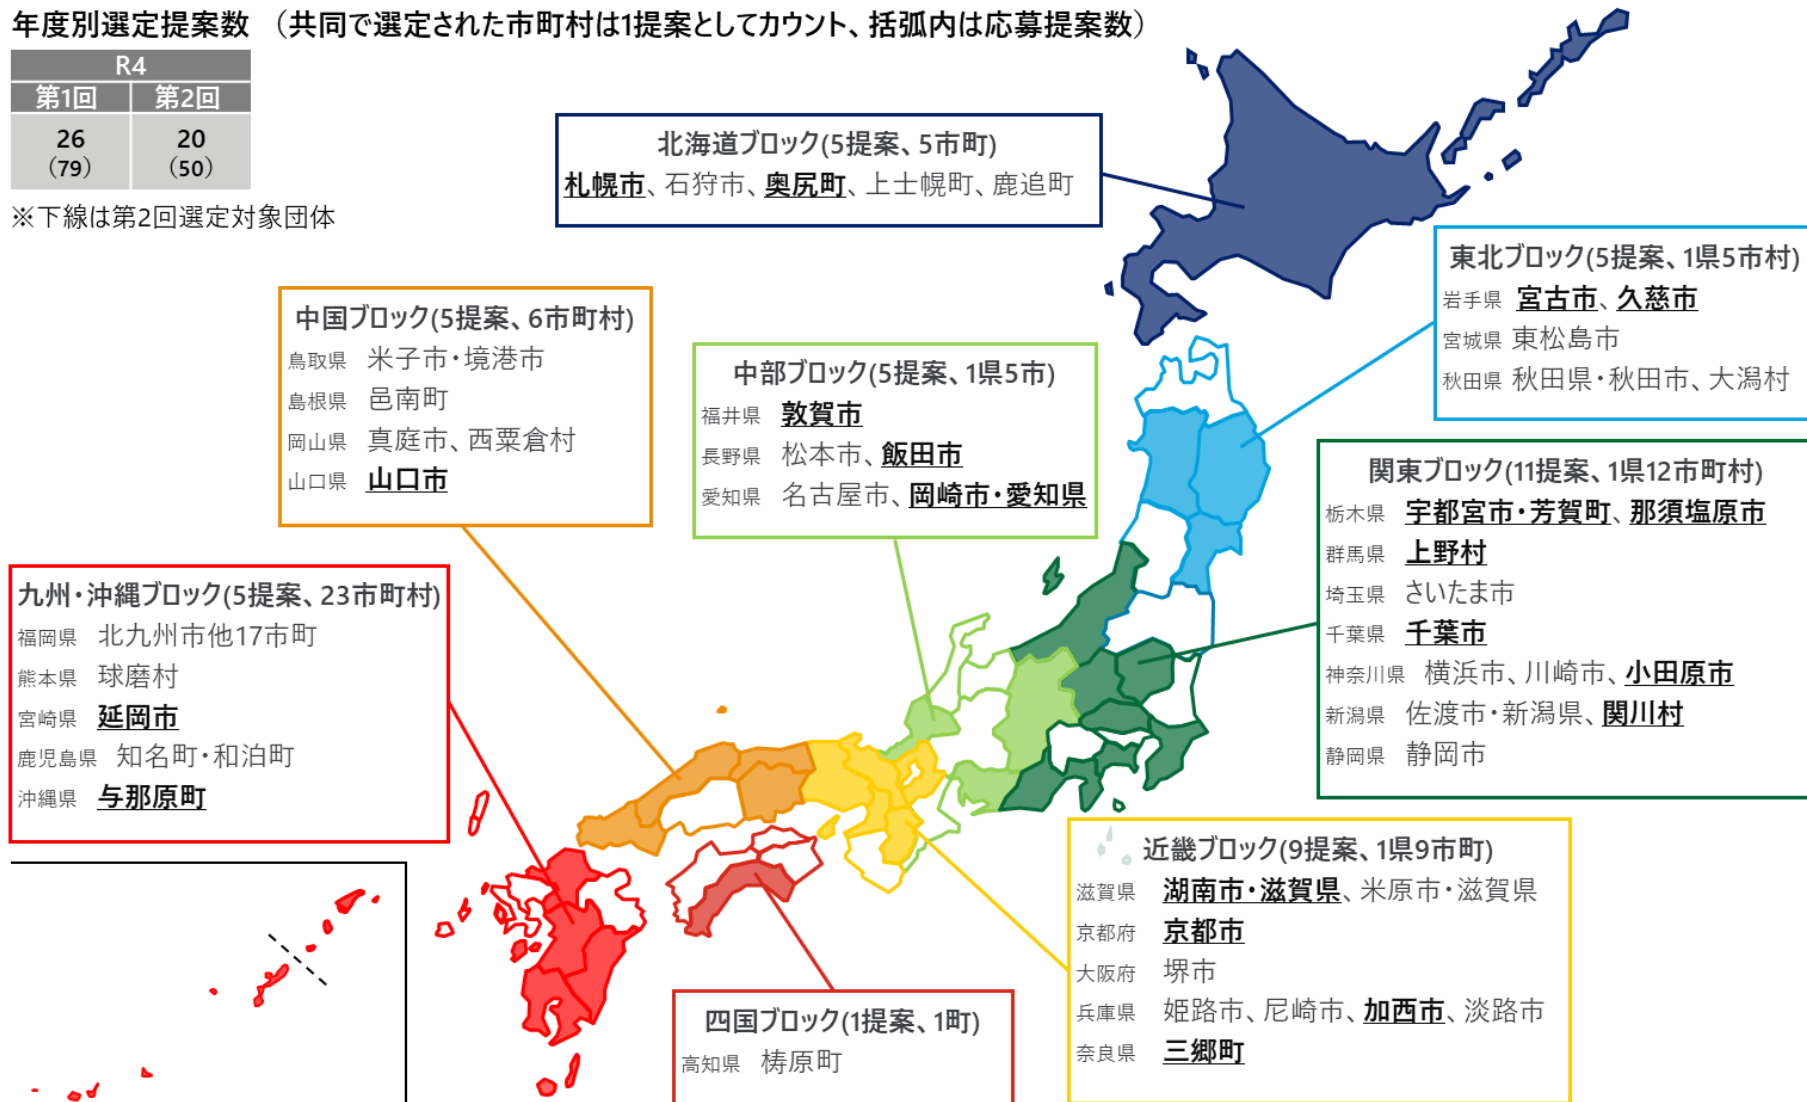 年度別選定提案数 （共同で選定された市町村は1提案としてカウント、括弧内は応募提案数）
R4
第1回 第2回
26 20
（79） （50）
※下線は第2回選定対象団体
北海道ブロック(5提案、5市町)
札幌市、石狩市、奥尻町、上士幌町、鹿追町
東北ブロック(5提案、1県5市村)
岩手県 宮古市、久慈市
宮城県 東松島市
秋田県 秋田県・秋田市、大潟村
中国ブロック(5提案、6市町村)
鳥取県 米子市・境港市
島根県 邑南町
岡山県 真庭市、西粟倉村
山口県 山口市
中部ブロック(5提案、1県5市)
福井県 敦賀市
長野県 松本市、飯田市
愛知県 名古屋市、岡崎市・愛知県
関東ブロック(11提案、1県12市町村)
栃木県 宇都宮市・芳賀町、那須塩原市
群馬県 上野村
埼玉県 さいたま市
千葉県 千葉市
神奈川県 横浜市、川崎市、小田原市
新潟県 佐渡市・新潟県、関川村
静岡県 静岡市
九州・沖縄ブロック(5提案、23市町村)
福岡県 北九州市他17市町
熊本県 球磨村
宮崎県 延岡市
鹿児島県 知名町・和泊町
沖縄県 与那原町
近畿ブロック(9提案、1県9市町)
滋賀県 湖南市・滋賀県、米原市・滋賀県
京都府 京都市
大阪府 堺市
兵庫県 姫路市、尼崎市、加西市、淡路市
奈良県 三郷町
四国ブロック(1提案、1町)
高知県 梼原町